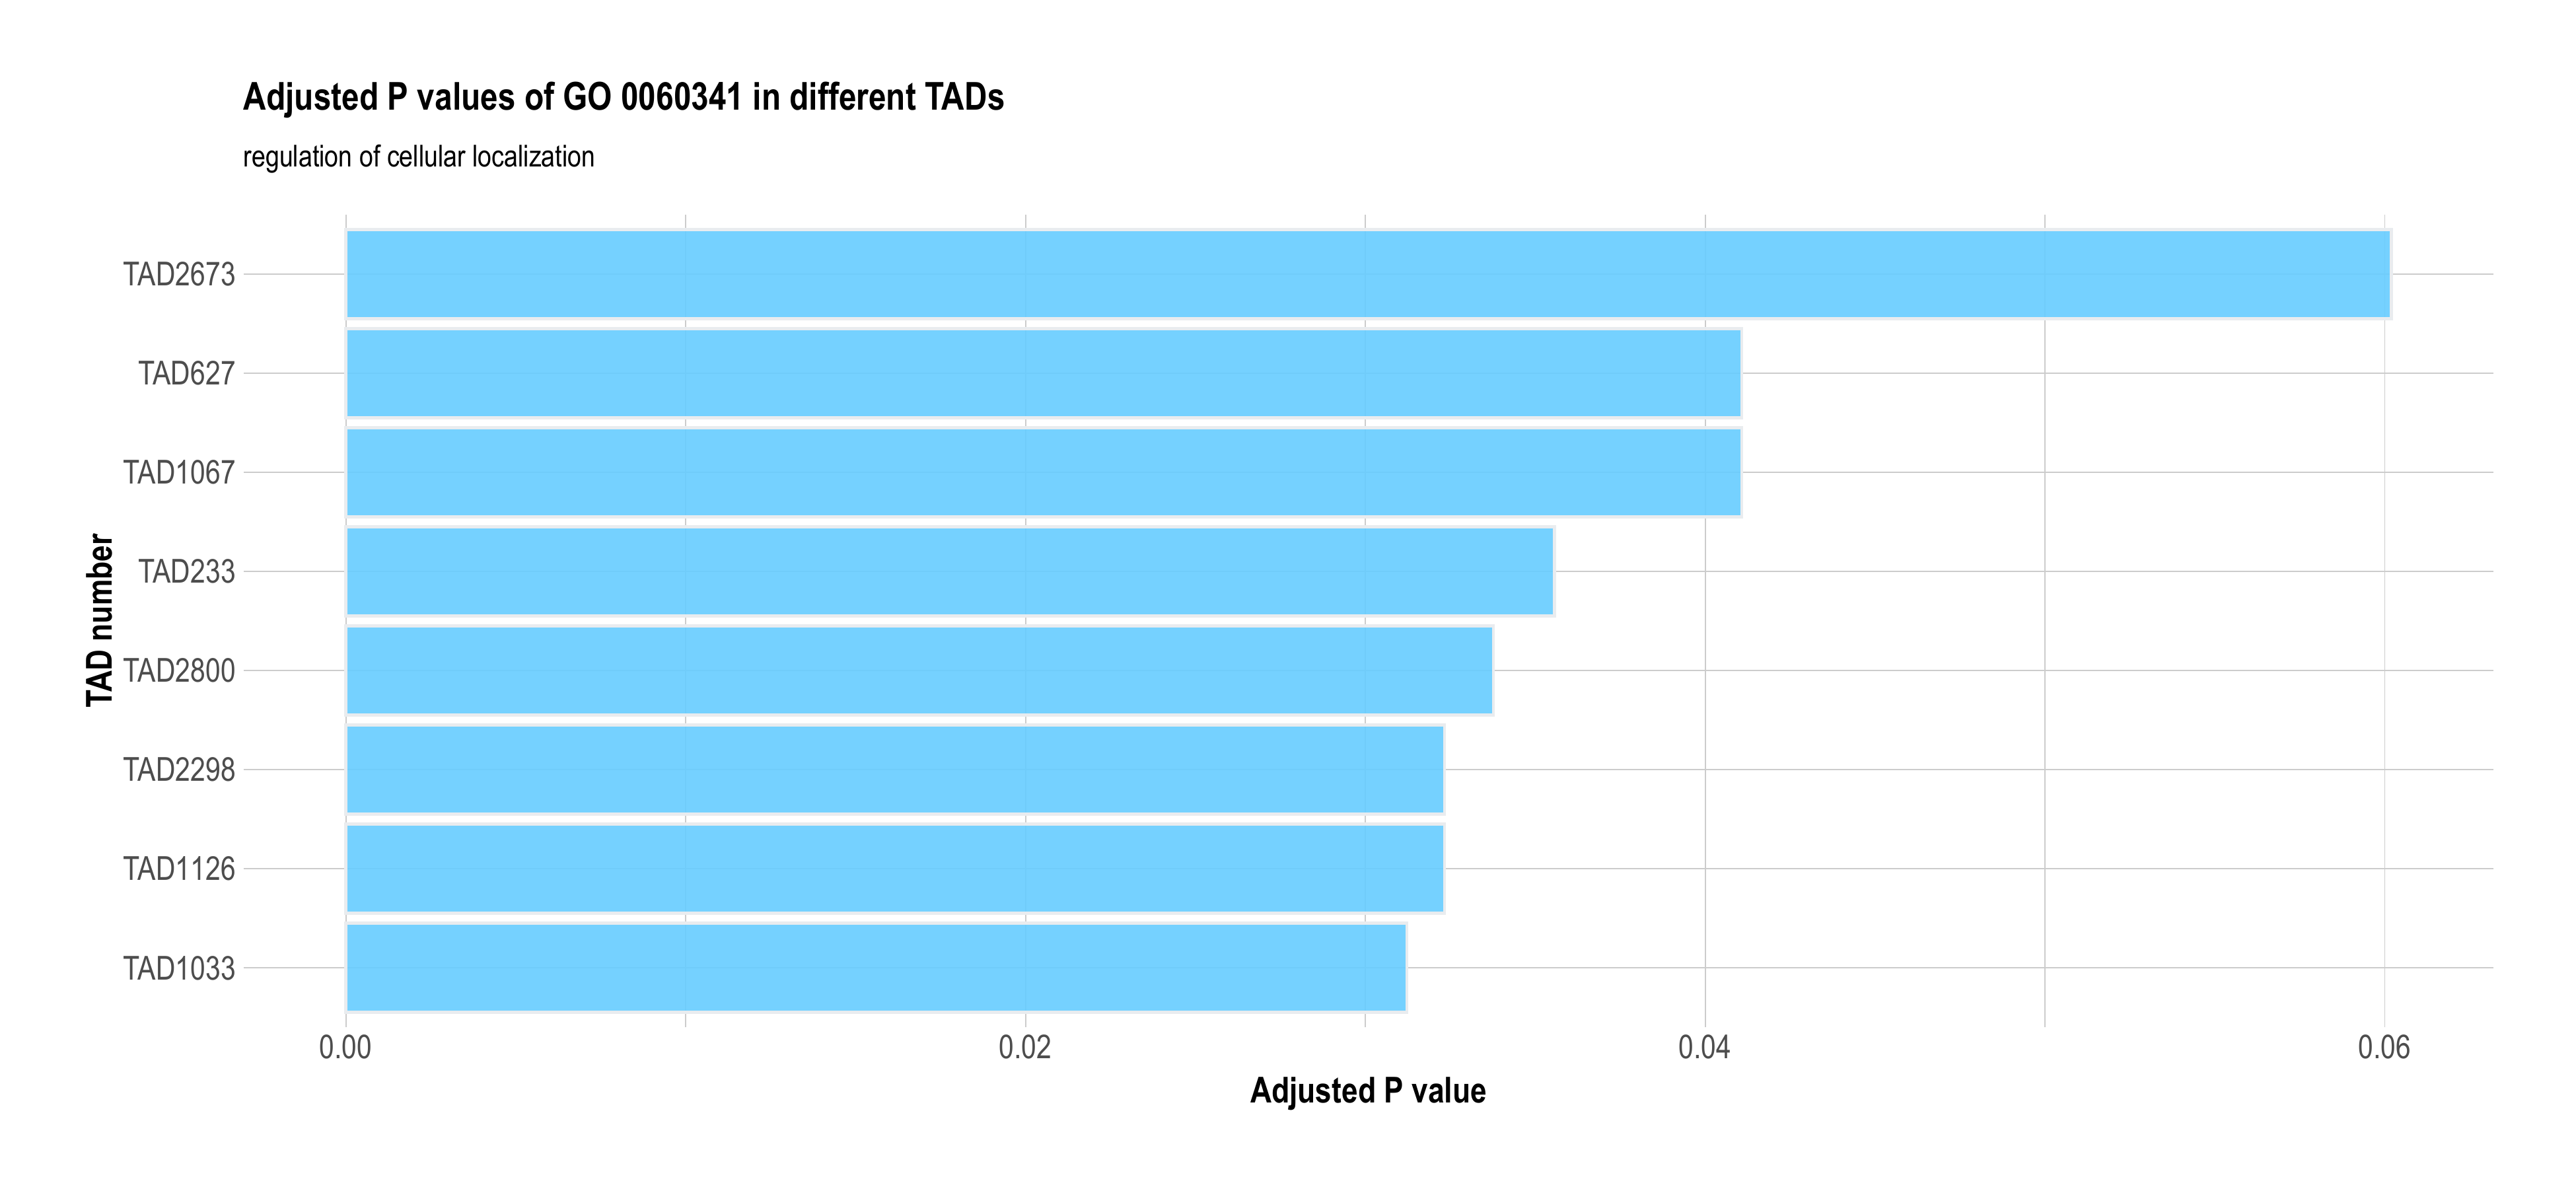 Adjusted P values of GO 0060341 in different TADs
regulation of cellular localization
TAD number
TAD2673
TAD627
TAD1067
TAD233
TAD2800
TAD2298
TAD1126
TAD1033
0.00 0.02 0.04 0.06
Adjusted P value